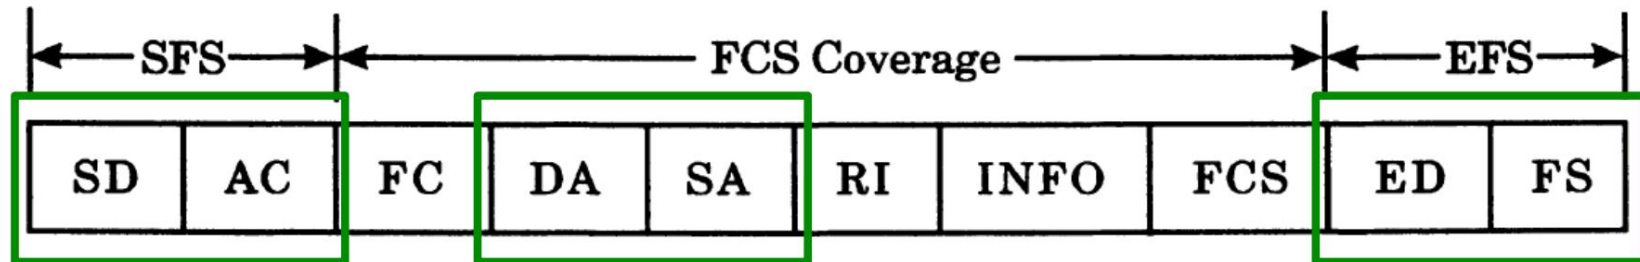 SFS FCS Coverage EFS
SD AC FC DA SA RI INFO FCS ED FS